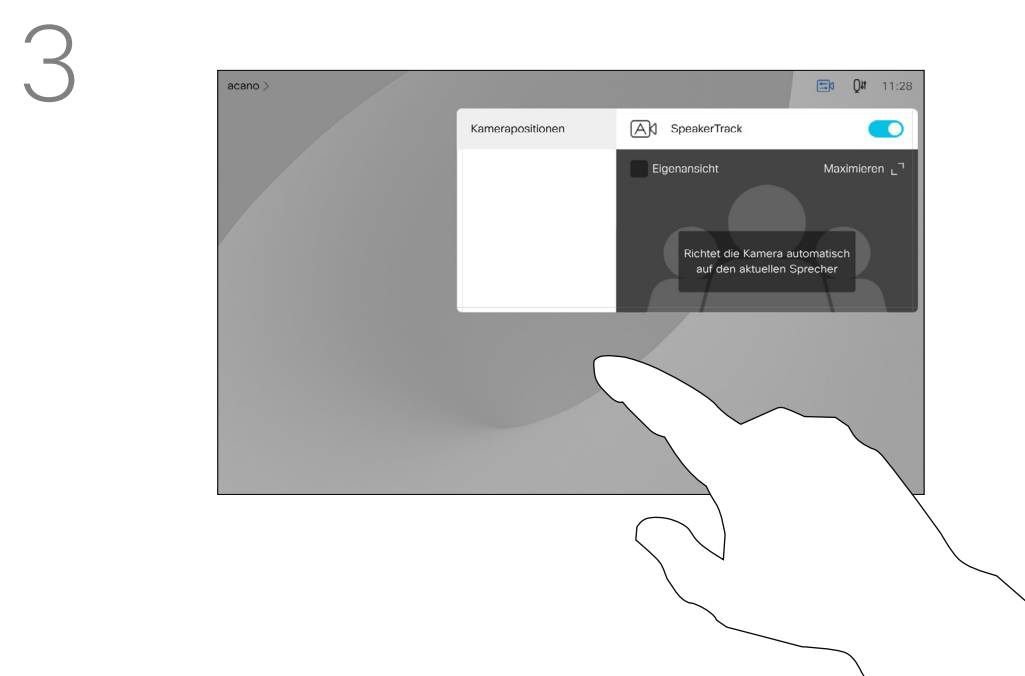 3
acano >
11:28
Kamerapositionen
SpeakerTrack
Eigenansicht
Maximieren
Richtet die Kamera automatisch
auf den aktuellen Sprecher